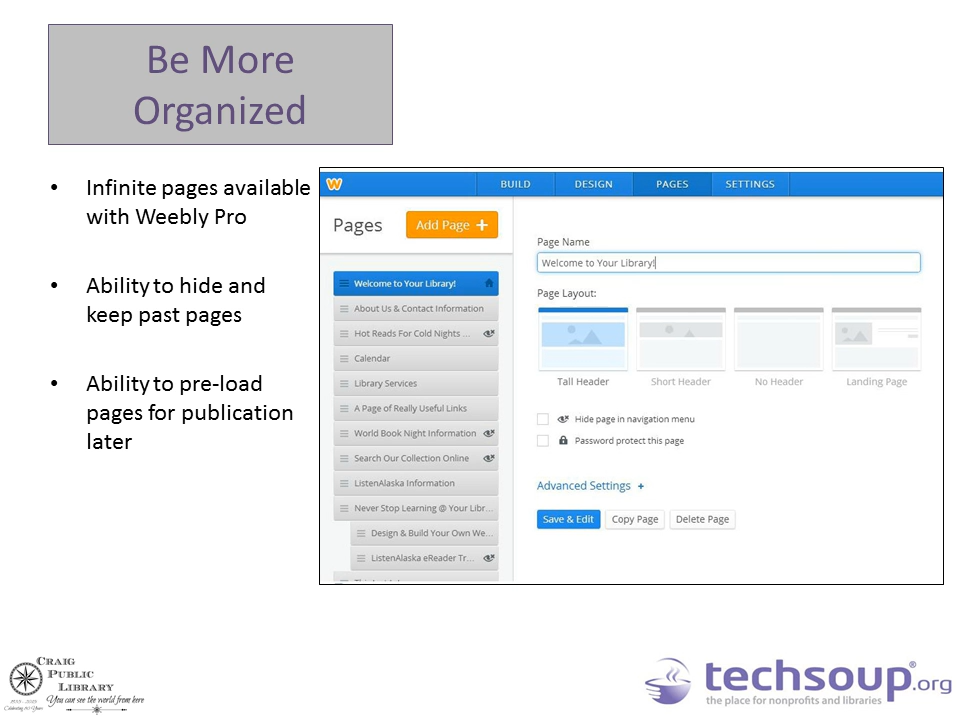 Be More
Organized
• Infinite pages available
with Weebly Pro
• Ability to hide and
keep past pages
• Ability to pre-load
pages for publication
later
BUILD DESIGN PAGES SETTINGS
Pages
Add Page +
Welcome to Your Library!
About Us & Contact Information
Hot Reads For Cold Nights ...
Calendar
Library Services
A Page of Really Useful Links
World Book Night Information
Search Our Collection Online
ListenAlaska Information
Never Stop Learning @ Your Libr...
Design & Build Your Own We...
ListenAlaska eReader Tr...
Page Name
Welcome to Your Library!
Page Layout:
Tall Header
Short Header
No Header
Landing Page
Hide page in navigation menu
Password protect this page
Advanced Settings +
Save & Edit
Copy Page
Delete Page
CRAIG
PUBLIC
LIBRARY
You can see the world from here
techsoup®.org
the place for nonprofits and libraries